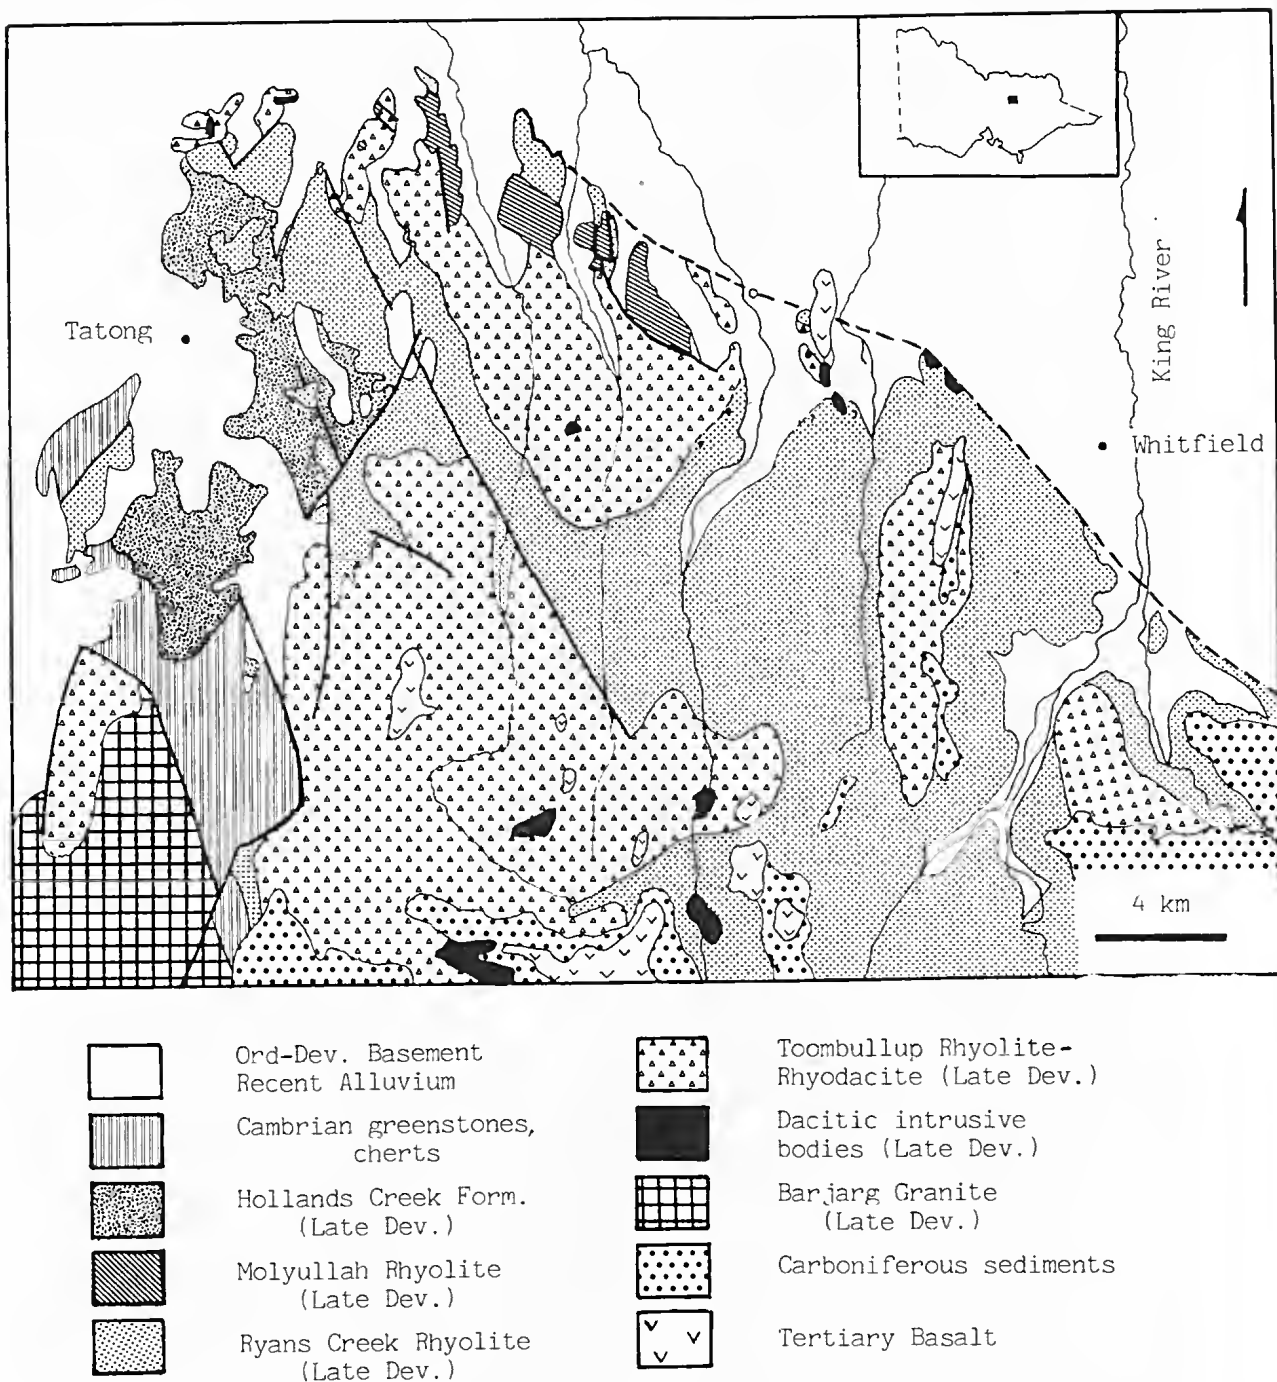 Tatong
King River
Whitfield
4 km
Ord-Dev. Basement
Recent Alluvium
Cambrian greenstones,
cherts
Hollands Creek Form.
(Late Dev.)
Molyullah Rhyolite
(Late Dev.)
Ryans Creek Rhyolite
(Late Dev.)
Toombullup Rhyolite-
Rhyodacite (Late Dev.)
Dacitic intrusive
bodies (Late Dev.)
Barjarg Granite
(Late Dev.)
Carboniferous sediments
Tertiary Basalt